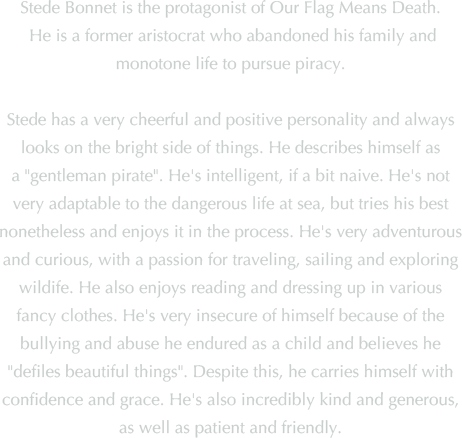 Stede Bonnet is the protagonist of Our Flag Means Death.
He is a former aristocrat who abandoned his family and
monotone life to pursue piracy.
Stede has a very cheerful and positive personality and always
looks on the bright side of things. He describes himself as
a "gentleman pirate". He's intelligent, if a bit naive. He's not
very adaptable to the dangerous life at sea, but tries his best
nonetheless and enjoys it in the process. He's very adventurous
and curious, with a passion for traveling, sailing and exploring
wildife. He also enjoys reading and dressing up in various
fancy clothes. He's very insecure of himself because of the
bullying and abuse he endured as a child and believes he
"defiles beautiful things". Despite this, he carries himself with
confidence and grace. He's also incredibly kind and generous,
as well as patient and friendly.